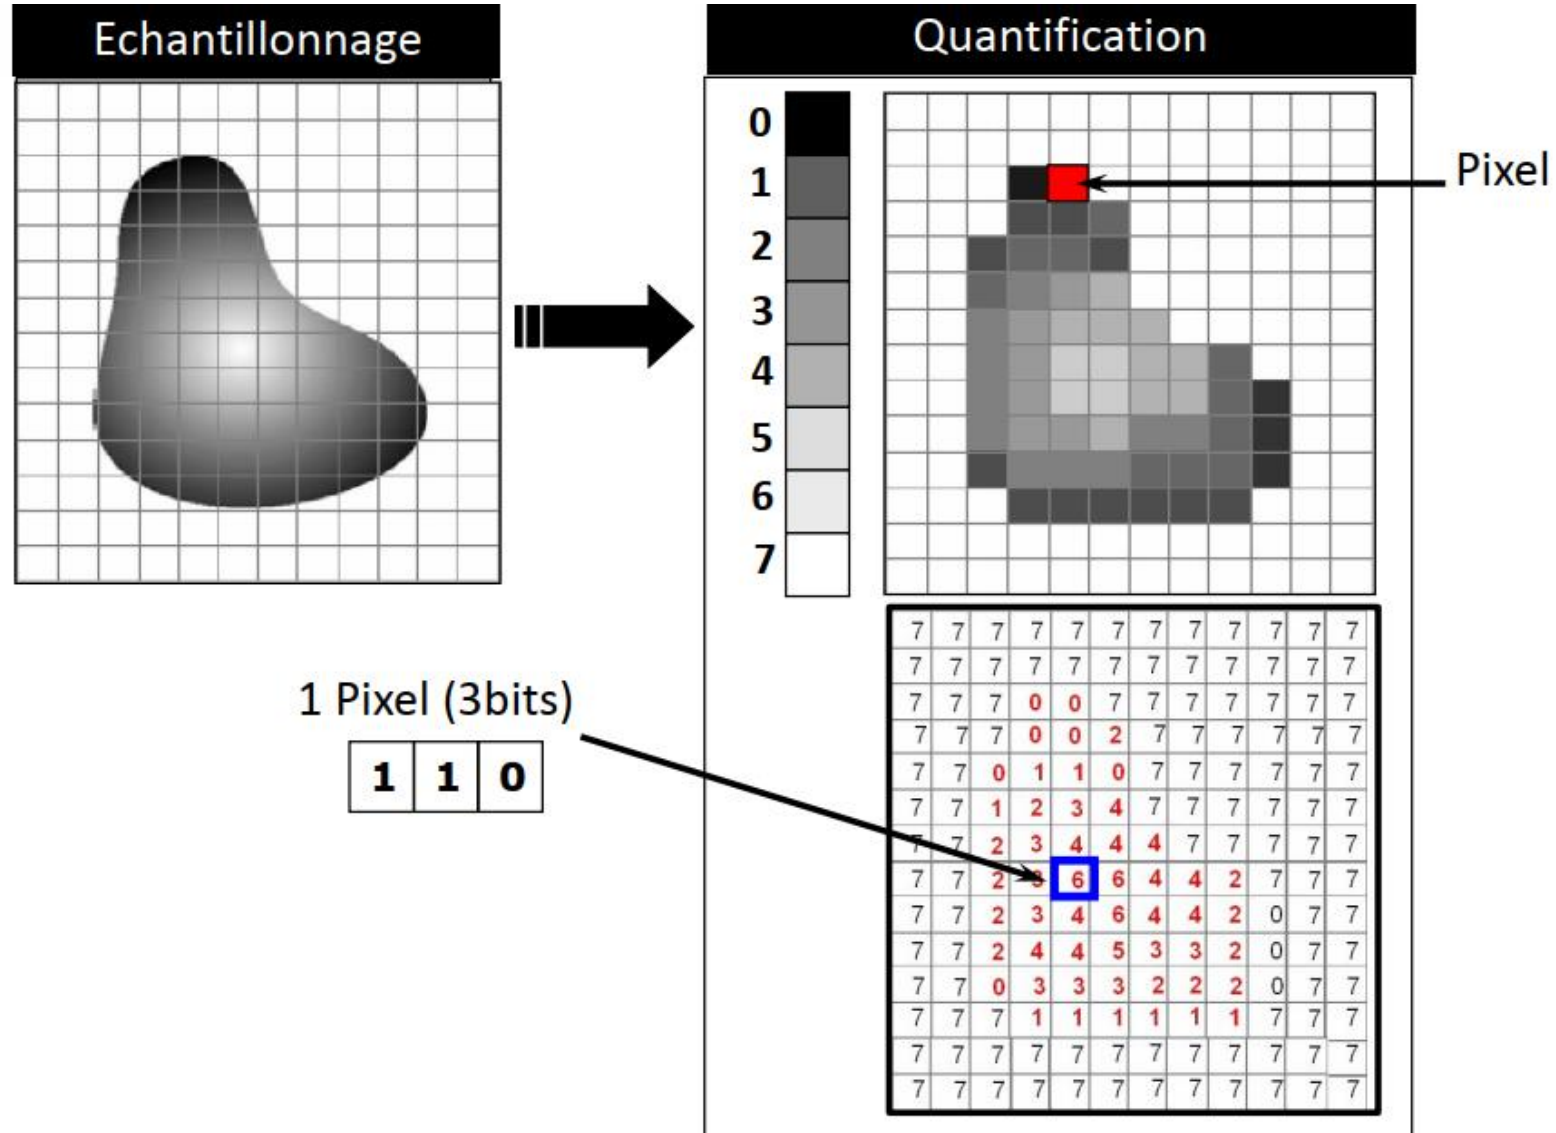 Echantillonnage
Quantification
0
1
2
3
4
5
6
7
Pixel
1 Pixel (3bits)
1 1 0
7 7 7 7 7 7 7 7 7 7 7 7
7 7 7 7 7 7 7 7 7 7 7 7
7 7 7 0 0 7 7 7 7 7 7 7
7 7 7 0 0 2 7 7 7 7 7 7
7 7 0 1 1 0 7 7 7 7 7 7
7 7 1 2 3 4 7 7 7 7 7 7
7 7 2 3 4 4 4 7 7 7 7 7
7 7 2 3 6 6 4 4 2 7 7 7
7 7 2 3 4 6 4 4 2 0 7 7
7 7 2 4 4 5 3 3 2 0 7 7
7 7 0 3 3 3 2 2 2 0 7 7
7 7 7 1 1 1 1 1 1 7 7 7
7 7 7 7 7 7 7 7 7 7 7 7
7 7 7 7 7 7 7 7 7 7 7 7